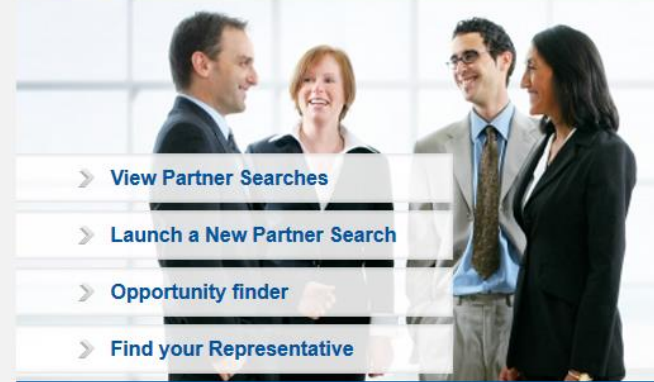 View Partner Searches
Launch a New Partner Search
Opportunity finder
Find your Representative